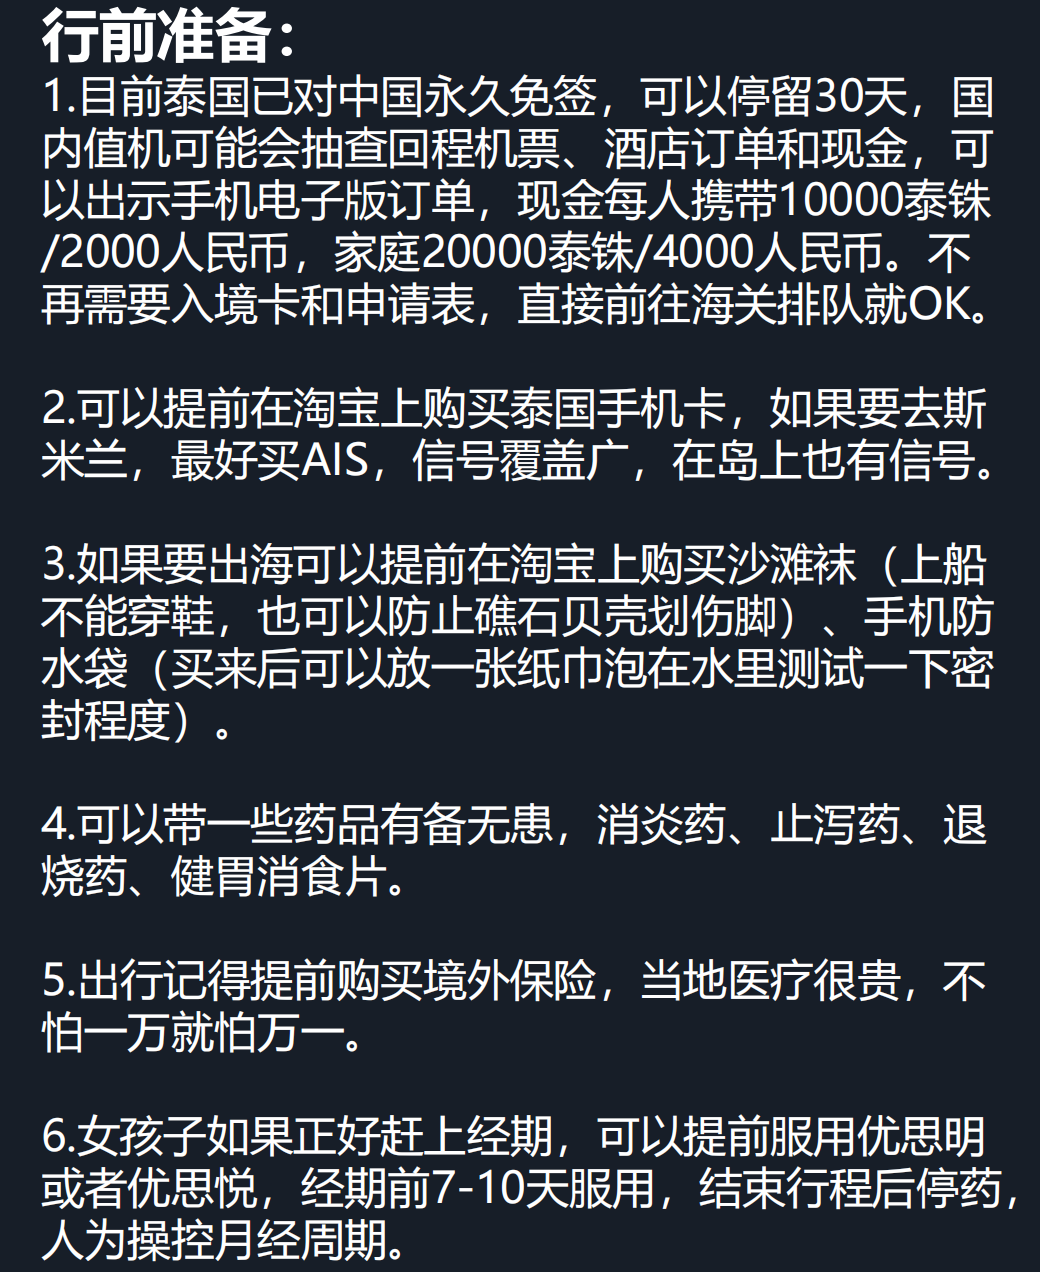 行前准备：
1.目前泰国已对中国永久免签，可以停留30天，国
内值机可能会抽查回程机票、酒店订单和现金，可
以出示手机电子版订单，现金每人携带10000泰铢
/2000人民币，家庭20000泰铢/4000人民币。不
再需要入境卡和申请表，直接前往海关排队就OK。
2.可以提前在淘宝上购买泰国手机卡，如果要去斯
米兰，最好买AIS，信号覆盖广，在岛上也有信号。
3.如果要出海可以提前在淘宝上购买沙滩袜（上船
不能穿鞋，也可以防止礁石贝壳划伤脚）、手机防
水袋（买来后可以放一张纸巾泡在水里测试一下密
封程度）。
4.可以带一些药品有备无患，消炎药、止泻药、退
烧药、健胃消食片。
5.出行记得提前购买境外保险，当地医疗很贵，不
怕一万就怕万一。
6.女孩子如果正好赶上经期，可以提前服用优思明
或者优思悦，经期前7-10天服用，结束行程后停药，
人为操控月经周期。